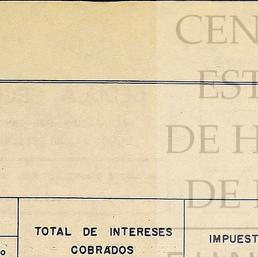 CEN
EST
DE H
DE
TOTAL DE INTERESES
COBRADOS
IMPUEST